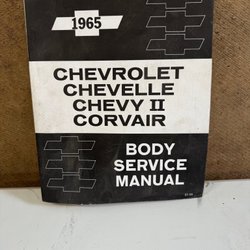 1965
CHEVROLET
CHEVELLE
CHEVY II
CORVAIR
BODY
SERVICE
MANUAL